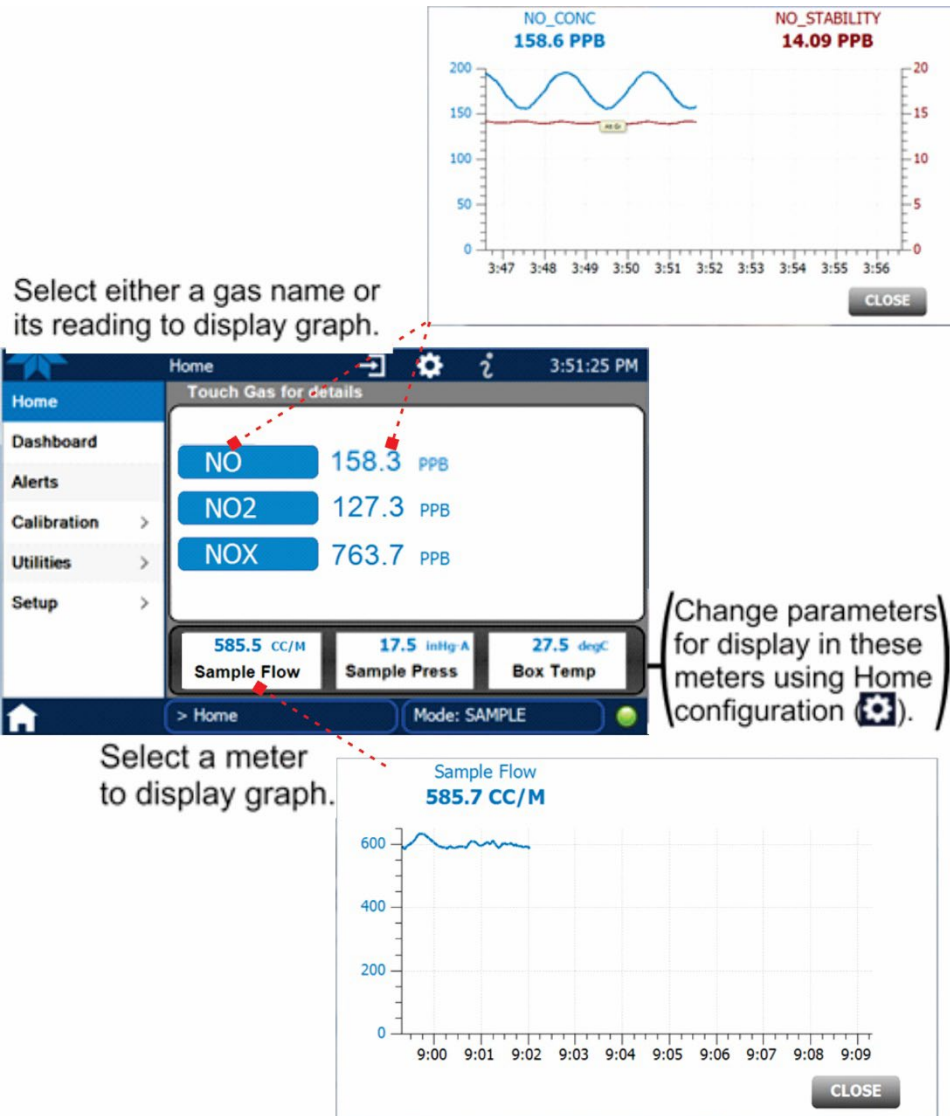 NO_CONC
158.6 PPB
NO_STABILITY
14.09 PPB
200
150
100
50
0
20
15
10
5
0
3:47 3:48 3:49 3:50 3:51 3:52 3:53 3:54 3:55 3:56
CLOSE
Select either a gas name or
its reading to display graph.
Home
3:51:25 PM
Touch Gas for details
Home
Dashboard
Alerts
Calibration >
Utilities >
Setup >
NO 158.3 PPB
NO2 127.3 PPB
NOX 763.7 PPB
585.5 CC/M
Sample Flow
17.5 inHg-A
Sample Press
27.5 degC
Box Temp
> Home
Mode: SAMPLE
(Change parameters
for display in these
meters using Home
configuration ( ).)
Select a meter
to display graph.
Sample Flow
585.7 CC/M
600
400
200
0
9:00 9:01 9:02 9:03 9:04 9:05 9:06 9:07 9:08 9:09
CLOSE